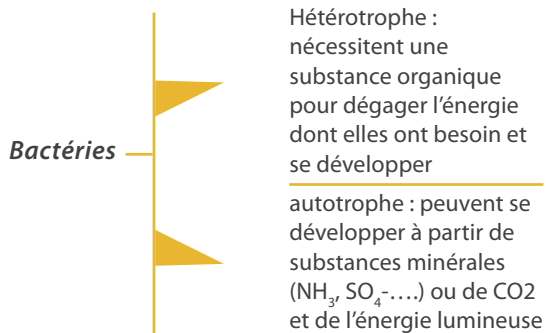 Hétérotrophe :
nécessitent une
substance organique
pour dégager l’énergie
dont elles ont besoin et
se développer
Bactéries
autotrophe : peuvent se
développer à partir de
substances minérales
(NH₃, SO₄-….) ou de CO2
et de l’énergie lumineuse